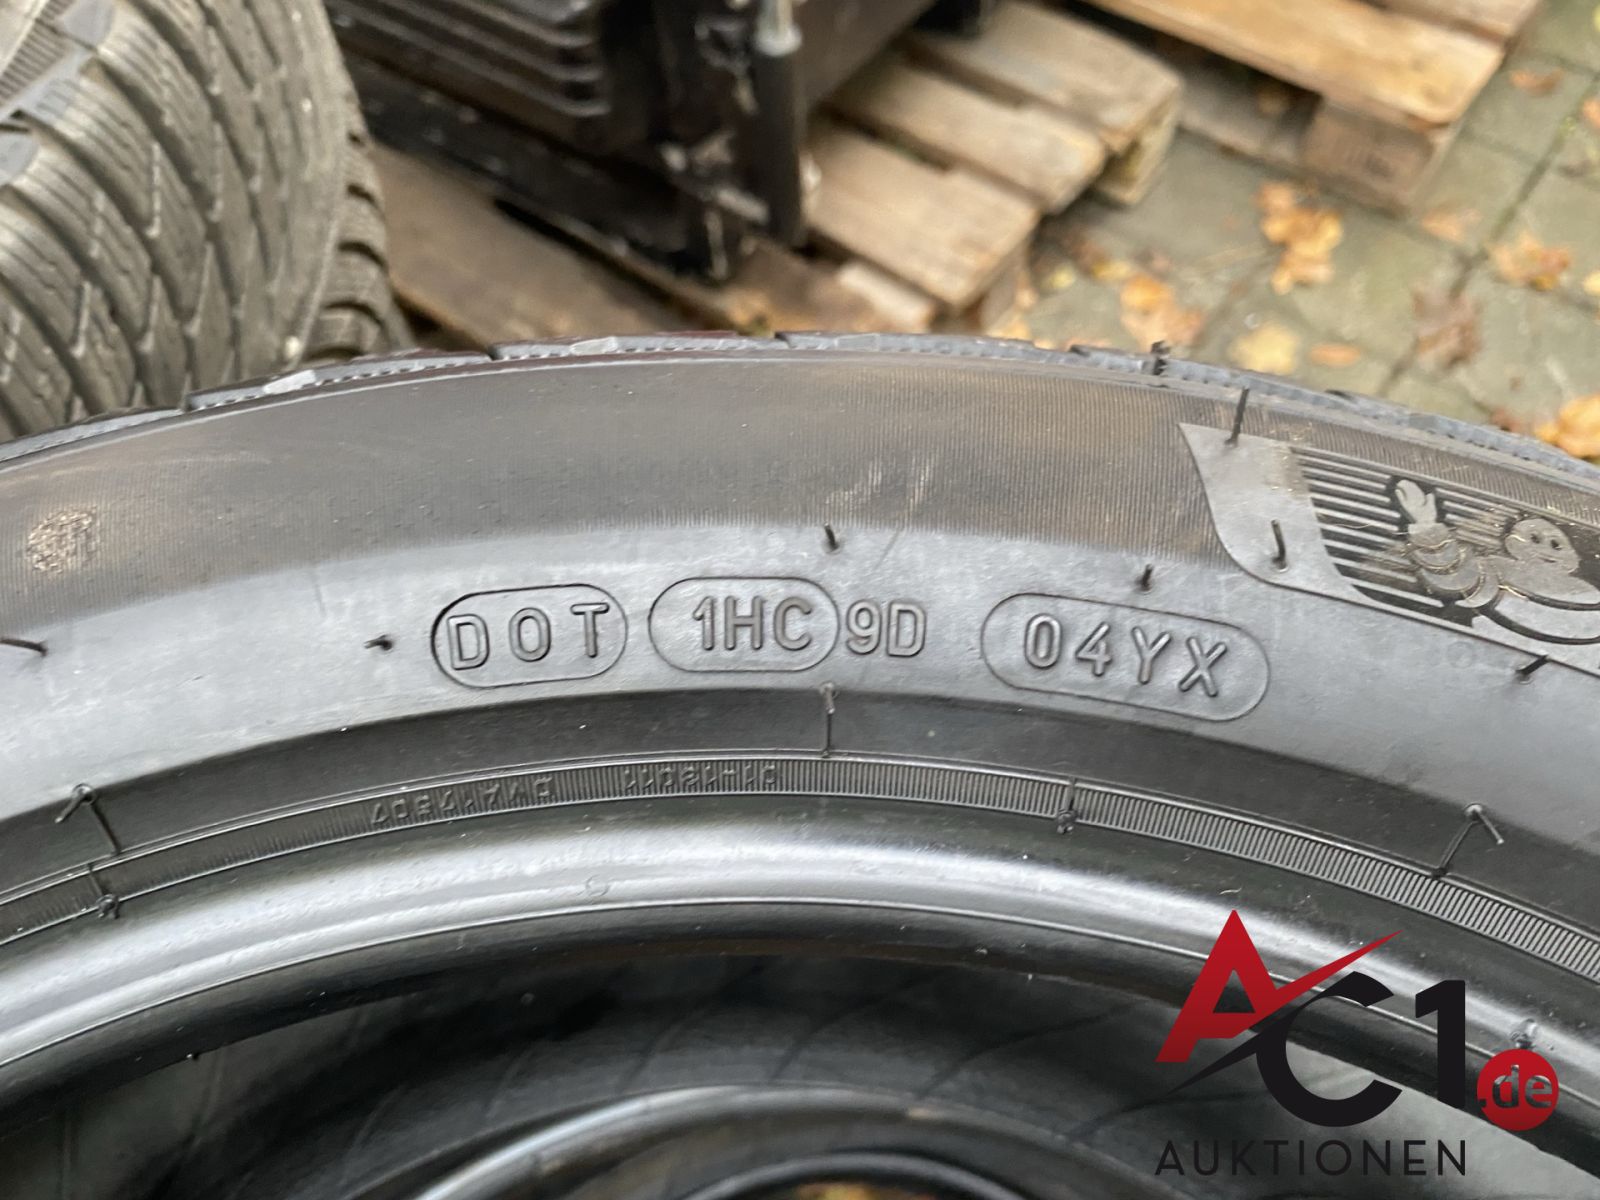 DOT 1HC 9D 04YX
AC1.de
AUKTIONEN